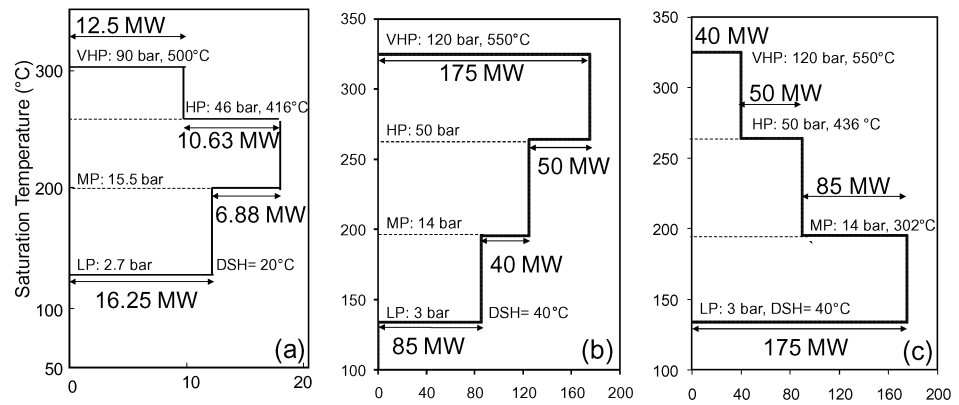 Saturation Temperature (°C)
300
200
100
50
0
10
20
12.5 MW
VHP: 90 bar, 500°C
HP: 46 bar, 416°C
10.63 MW
MP: 15.5 bar
6.88 MW
LP: 2.7 bar
DSH= 20°C
16.25 MW
(a)
350
300
250
200
150
100
0
40
80
120
160
200
VHP: 120 bar, 550°C
175 MW
HP: 50 bar
50 MW
MP: 14 bar
40 MW
LP: 3 bar
DSH= 40°C
85 MW
(b)
350
300
250
200
150
100
0
40
80
120
160
200
40 MW
VHP: 120 bar, 550°C
50 MW
HP: 50 bar, 436 °C
85 MW
MP: 14 bar, 302°C
LP: 3 bar, DSH= 40°C
175 MW
(c)